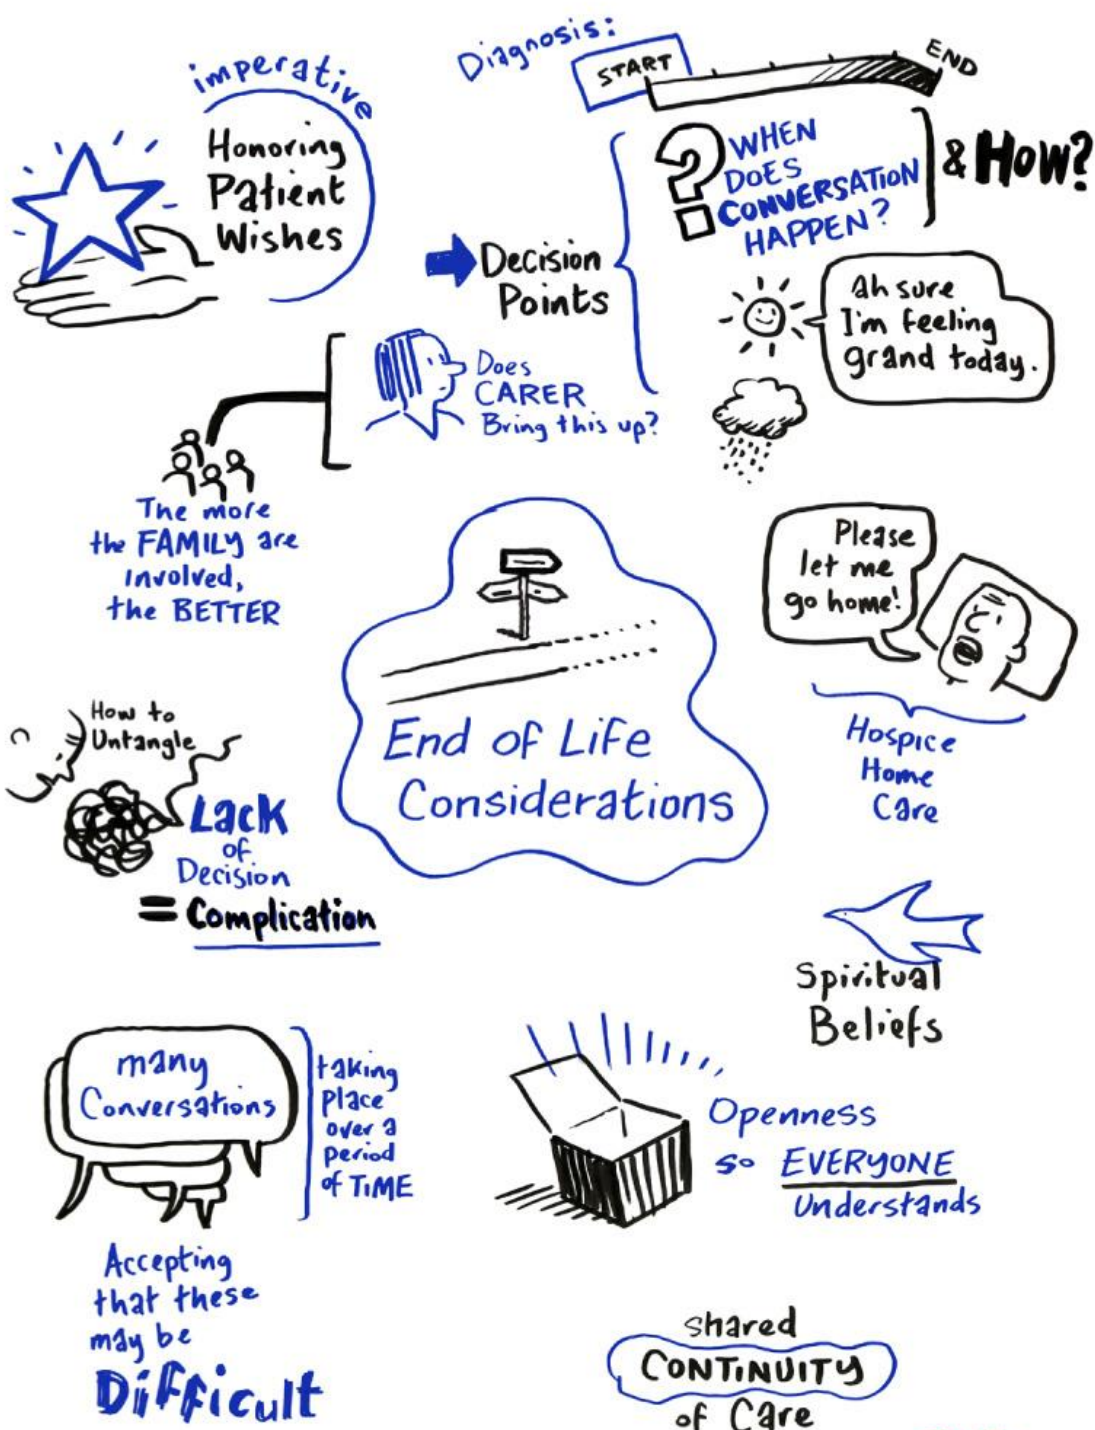 imperative
Honoring
Patient
Wishes
Diagnosis:
START
END
WHEN
DOES
CONVERSATION
HAPPEN?
& HOW?
Decision
Points
Ah sure
I'm feeling
grand today.
Does
CARER
Bring this up?
The more
the FAMILY are
involved,
the BETTER
Please
let me
go home!
Hospice
Home
Care
End of Life
Considerations
How to
Untangle
Lack
of
Decision
= Complication
Spiritual
Beliefs
many
Conversations
taking
Place
over a
period
of TIME
Accepting
that these
may be
Difficult
Openness
so EVERYONE
Understands
shared
CONTINUITY
of Care